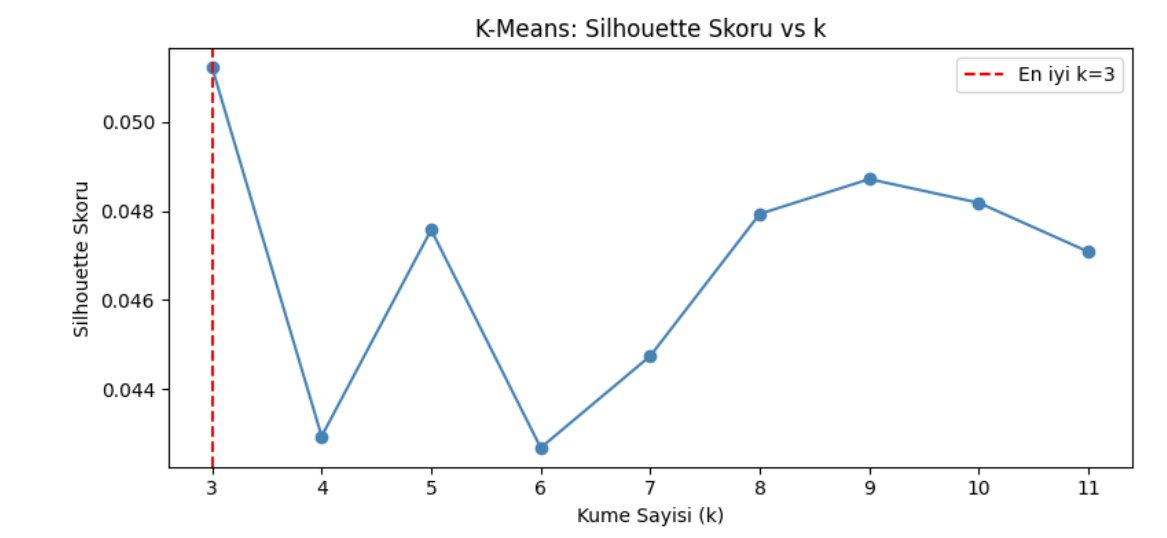 K-Means: Silhouette Skoru vs k
En iyi k=3
Silhouette Skoru
0.050
0.048
0.046
0.044
3 4 5 6 7 8 9 10 11
Kume Sayisi (k)